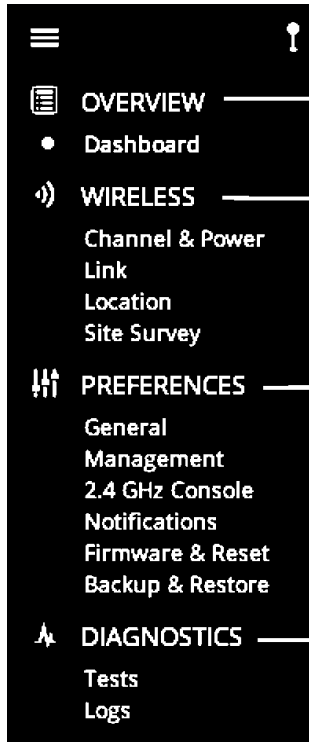 OVERVIEW
Dashboard
WIRELESS
Channel & Power
Link
Location
Site Survey
PREFERENCES
General
Management
2.4 GHz Console
Notifications
Firmware & Reset
Backup & Restore
DIAGNOSTICS
Tests
Logs